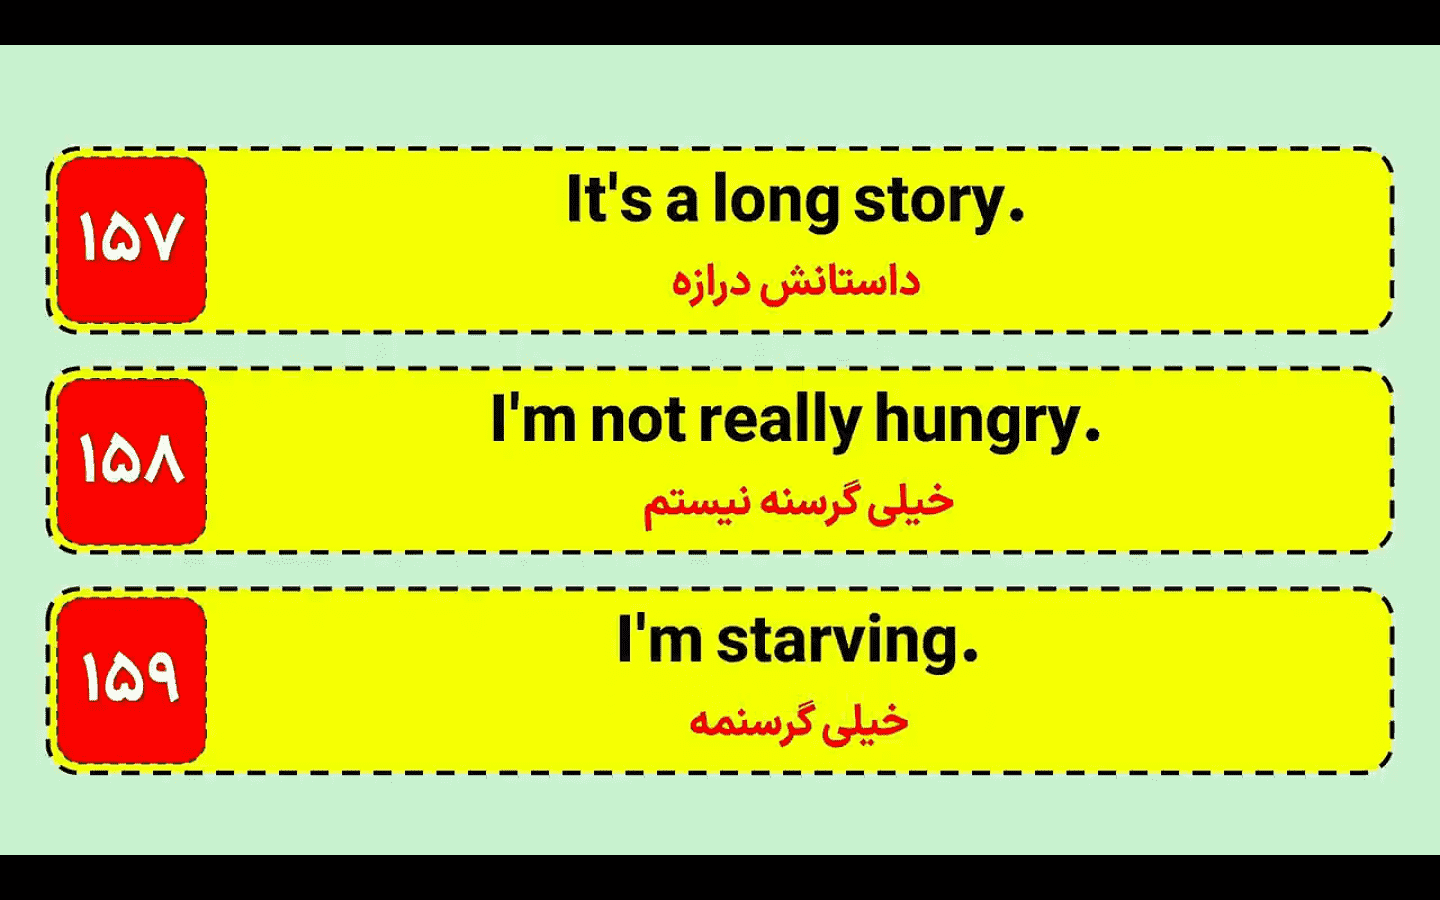 ۱۵۷
It's a long story.
داستانش درازه
۱۵۸
I'm not really hungry.
خیلی گرسنه نیستم
۱۵۹
I'm starving.
خیلی گرسنمه